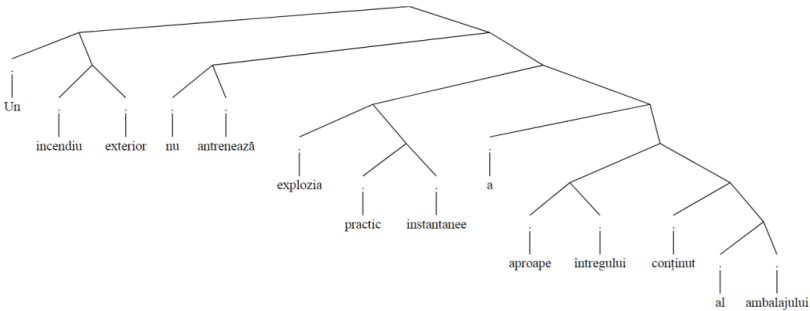 Un
incendiu exterior nu antrenează
explozia a
practic instantanee
aproape întregului conținut
al ambalajului